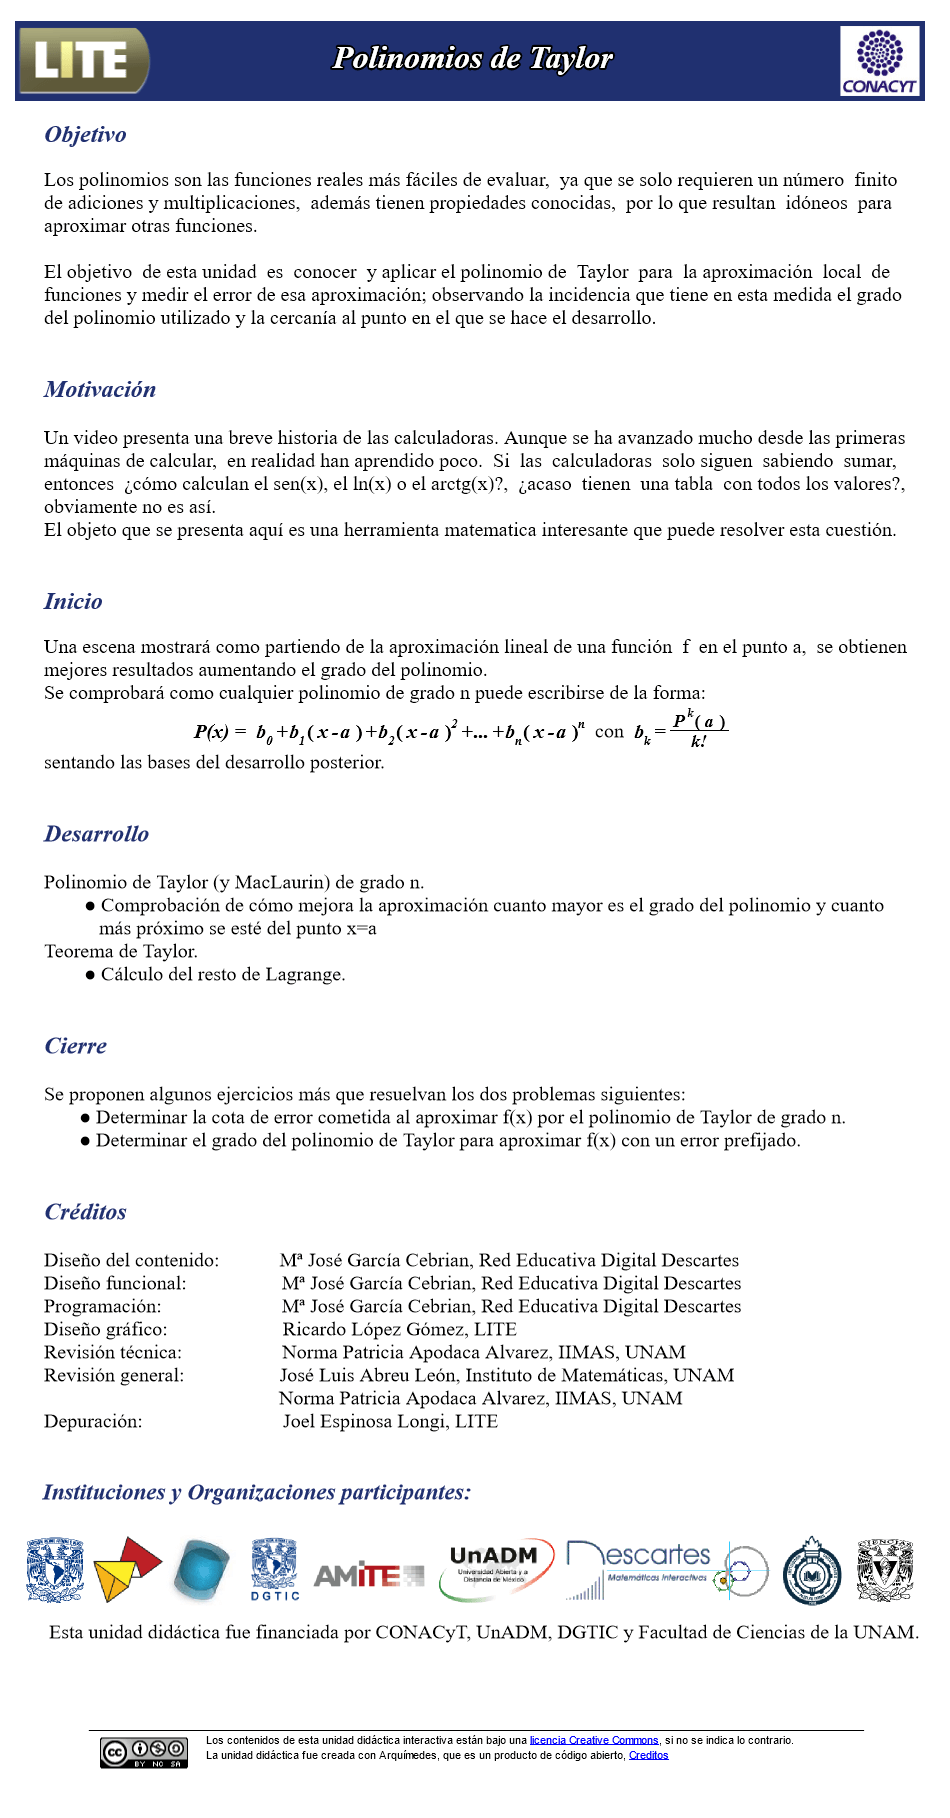 LITE
Polinomios de Taylor
CONACYT
Objetivo
Los polinomios son las funciones reales más fáciles de evaluar, ya que se solo requieren un número finito
de adiciones y multiplicaciones, además tienen propiedades conocidas, por lo que resultan idóneos para
aproximar otras funciones.
El objetivo de esta unidad es conocer y aplicar el polinomio de Taylor para la aproximación local de
funciones y medir el error de esa aproximación; observando la incidencia que tiene en esta medida el grado
del polinomio utilizado y la cercanía al punto en el que se hace el desarrollo.
Motivación
Un video presenta una breve historia de las calculadoras. Aunque se ha avanzado mucho desde las primeras
máquinas de calcular, en realidad han aprendido poco. Si las calculadoras solo siguen sabiendo sumar,
entonces ¿cómo calculan el sen(x), el ln(x) o el arctg(x)?, ¿acaso tienen una tabla con todos los valores?,
obviamente no es así.
El objeto que se presenta aquí es una herramienta matematica interesante que puede resolver esta cuestión.
Inicio
Una escena mostrará como partiendo de la aproximación lineal de una función f en el punto a, se obtienen
mejores resultados aumentando el grado del polinomio.
Se comprobará como cualquier polinomio de grado n puede escribirse de la forma:
P(x) = b_0 +b_1(x-a)+b_2(x-a)^2+...+b_n(x-a)^n con b_k = P^k(a) / k!
sentando las bases del desarrollo posterior.
Desarrollo
Polinomio de Taylor (y MacLaurin) de grado n.
● Comprobación de cómo mejora la aproximación cuanto mayor es el grado del polinomio y cuanto
más próximo se esté del punto x=a
Teorema de Taylor.
● Cálculo del resto de Lagrange.
Cierre
Se proponen algunos ejercicios más que resuelvan los dos problemas siguientes:
● Determinar la cota de error cometida al aproximar f(x) por el polinomio de Taylor de grado n.
● Determinar el grado del polinomio de Taylor para aproximar f(x) con un error prefijado.
Créditos
Diseño del contenido: Mª José García Cebrian, Red Educativa Digital Descartes
Diseño funcional: Mª José García Cebrian, Red Educativa Digital Descartes
Programación: Mª José García Cebrian, Red Educativa Digital Descartes
Diseño gráfico: Ricardo López Gómez, LITE
Revisión técnica: Norma Patricia Apodaca Alvarez, IIMAS, UNAM
Revisión general: José Luis Abreu León, Instituto de Matemáticas, UNAM
Norma Patricia Apodaca Alvarez, IIMAS, UNAM
Depuración: Joel Espinosa Longi, LITE
Instituciones y Organizaciones participantes:
DGTIC
AMiTE
UnADM
Universidad Abierta y a
Distancia de México
Descartes
Matemáticas Interactivas
CIENCIAS
Esta unidad didáctica fue financiada por CONACyT, UnADM, DGTIC y Facultad de Ciencias de la UNAM.
cc BY NC SA
Los contenidos de esta unidad didáctica interactiva están bajo una licencia Creative Commons, si no se indica lo contrario.
La unidad didáctica fue creada con Arquímedes, que es un producto de código abierto, Creditos